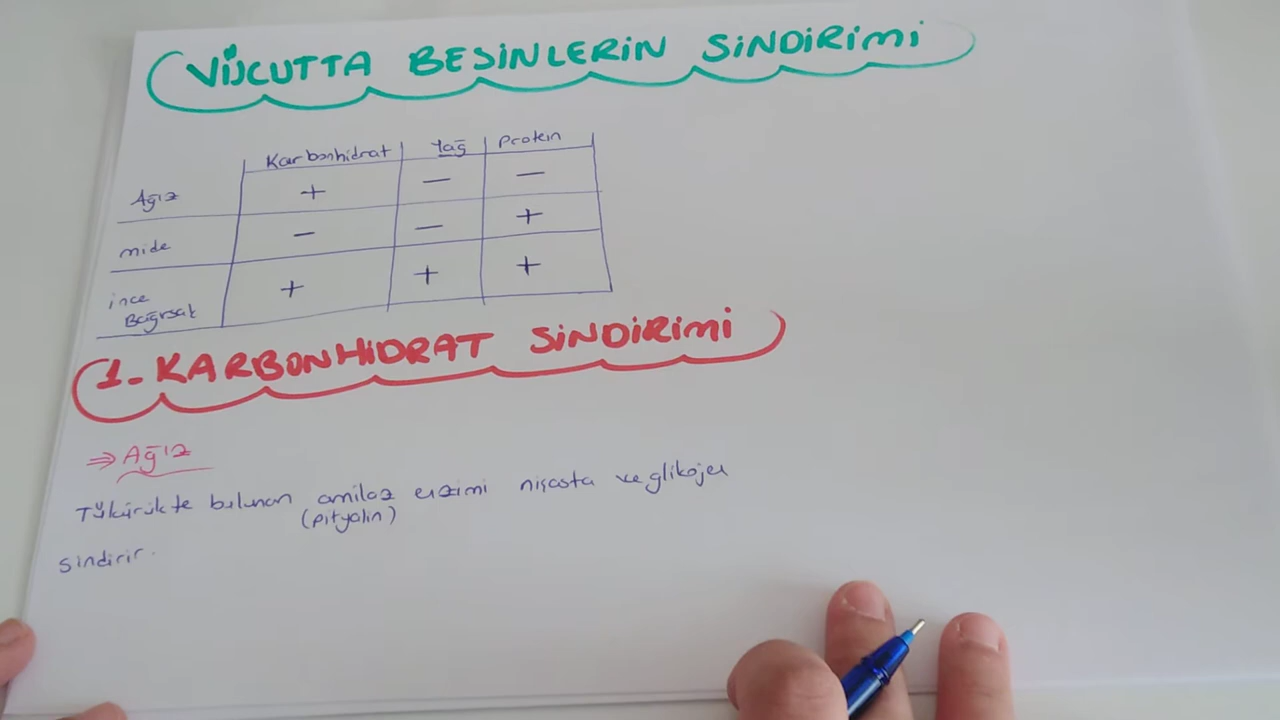 VÜCUTTA BESİNLERİN SİNDİRİMİ
Karbonhidrat Yağ Protein
Ağız + - -
mide - - +
ince Bağırsak + + +
1. KARBONHİDRAT SİNDİRİMİ
⇒ Ağız
Tükürükte bulunan amilaz enzimi nişasta ve glikojen
(pityalin)
sindirir.